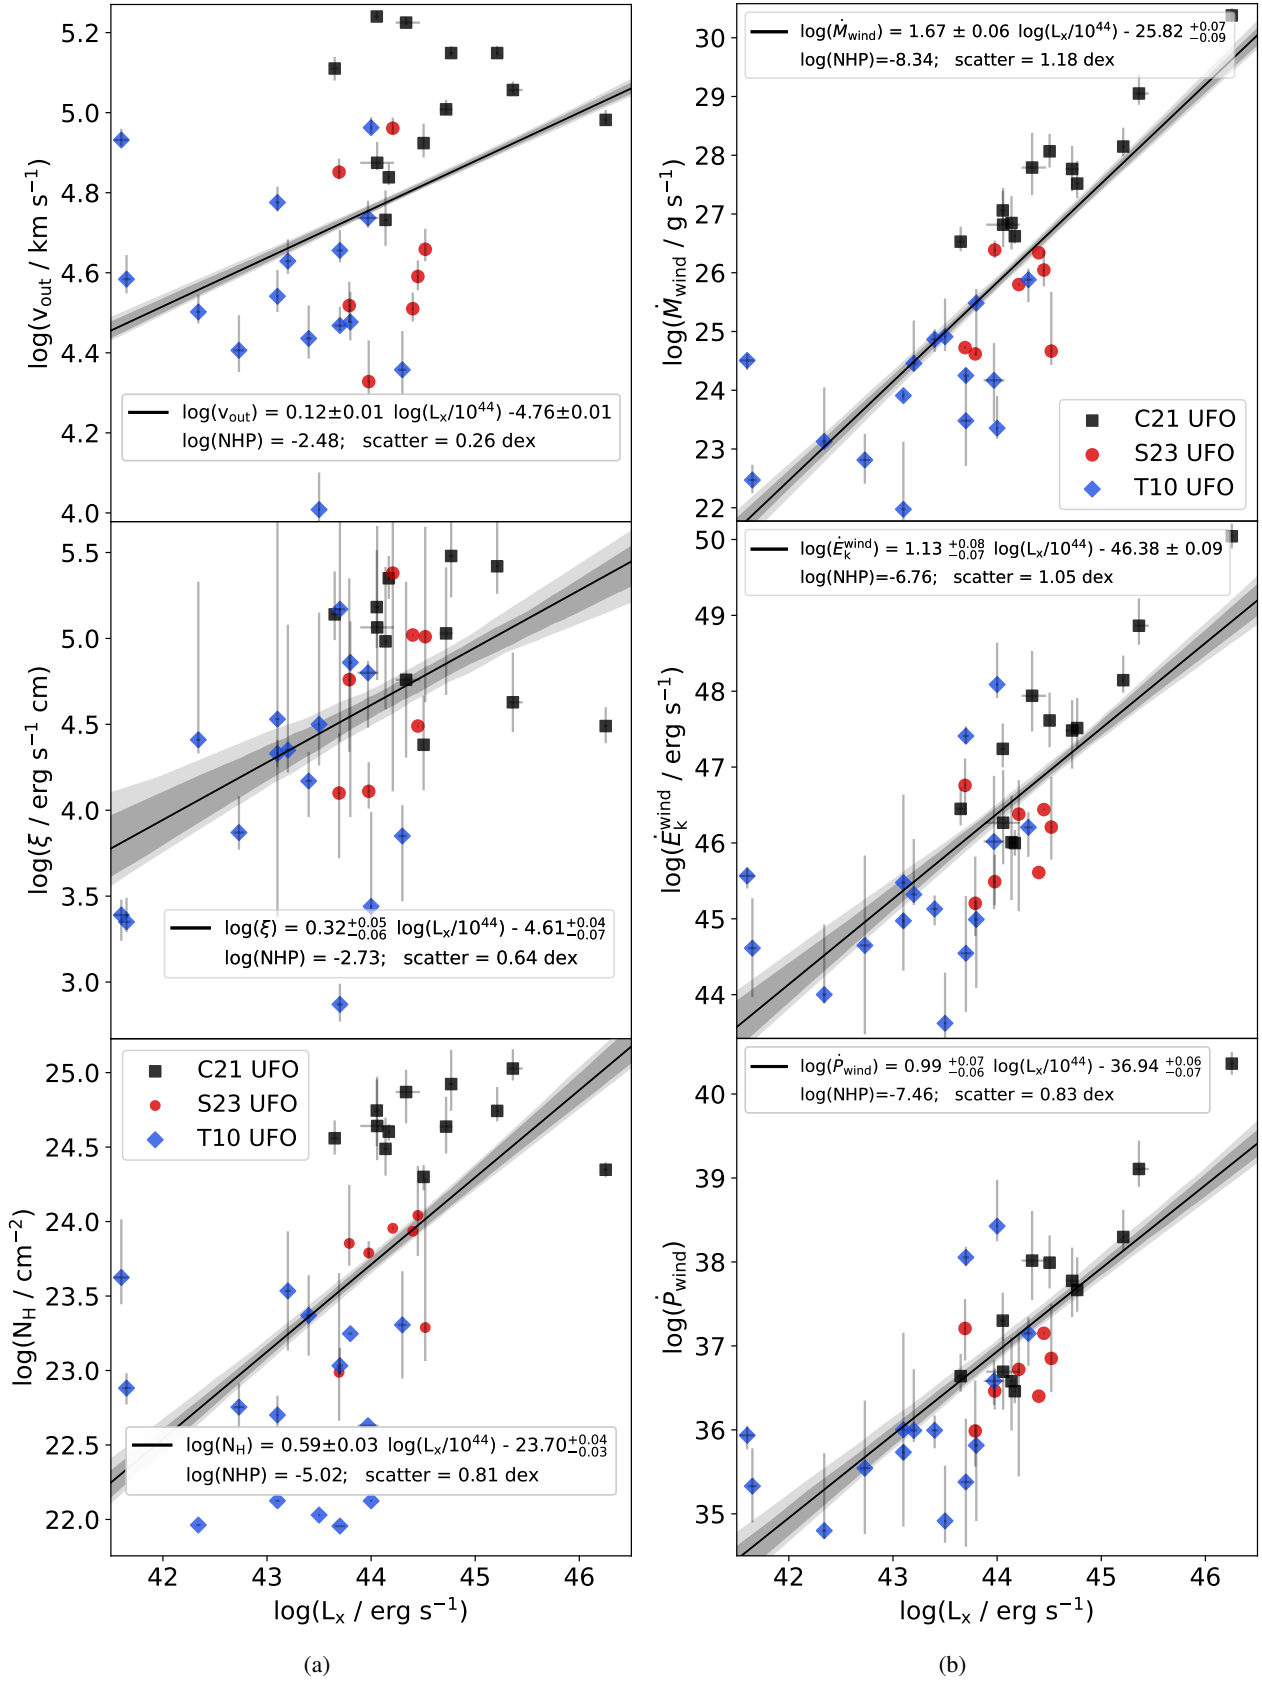 5.2
5.0
4.8
4.6
4.4
4.2
4.0
log(v_out / km s⁻¹)
log(v_out) = 0.12±0.01 log(L_x/10⁴⁴) -4.76±0.01
log(NHP) = -2.48; scatter = 0.26 dex
5.5
5.0
4.5
4.0
3.5
3.0
log(ξ / erg s⁻¹ cm)
log(ξ) = 0.32 +0.05 −0.06 log(L_x/10⁴⁴) - 4.61 +0.04 −0.07
log(NHP) = -2.73; scatter = 0.64 dex
C21 UFO
S23 UFO
T10 UFO
25.0
24.5
24.0
23.5
23.0
22.5
22.0
log(N_H / cm⁻²)
log(N_H) = 0.59±0.03 log(L_x/10⁴⁴) - 23.70 +0.04 −0.03
log(NHP) = -5.02; scatter = 0.81 dex
42 43 44 45 46
log(L_x / erg s⁻¹)
(a)
log(Ṁ_wind) = 1.67 ± 0.06 log(L_x/10⁴⁴) - 25.82 +0.07 −0.09
log(NHP)=-8.34; scatter = 1.18 dex
30
29
28
27
26
25
24
23
22
log(Ṁ_wind / g s⁻¹)
C21 UFO
S23 UFO
T10 UFO
log(Ė_k^wind) = 1.13 +0.08 −0.07 log(L_x/10⁴⁴) - 46.38 ± 0.09
log(NHP)=-6.76; scatter = 1.05 dex
50
49
48
47
46
45
44
log(Ė_k^wind / erg s⁻¹)
log(Ṗ_wind) = 0.99 +0.07 −0.06 log(L_x/10⁴⁴) - 36.94 +0.06 −0.07
log(NHP)=-7.46; scatter = 0.83 dex
40
39
38
37
36
35
log(Ṗ_wind)
42 43 44 45 46
log(L_x / erg s⁻¹)
(b)